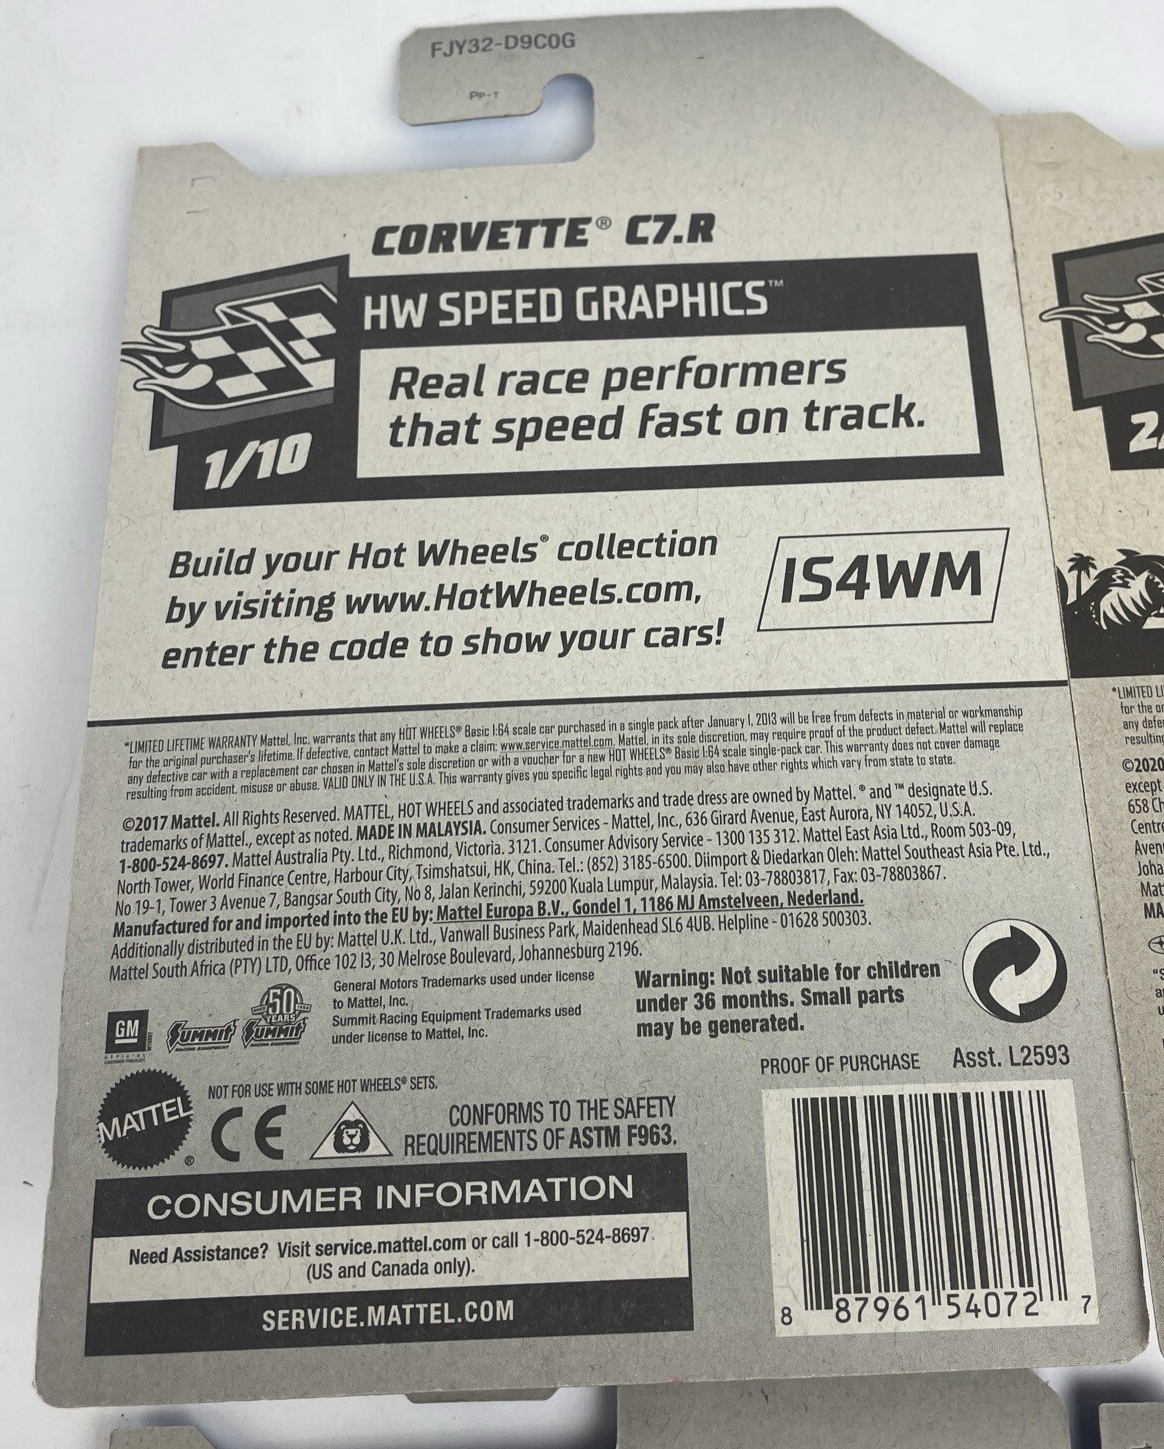 FJY32-D9C0G
PP-T
CORVETTE® C7.R
HW SPEED GRAPHICS™
Real race performers
that speed fast on track.
1/10
Build your Hot Wheels® collection
by visiting www.HotWheels.com,
enter the code to show your cars!
IS4WM
*LIMITED LIFETIME WARRANTY Mattel, Inc. warrants that any HOT WHEELS® Basic 1:64 scale car purchased in a single pack after January 1, 2013 will be free from defects in material or workmanship
for the original purchaser's lifetime. If defective, contact Mattel to make a claim: www.service.mattel.com. Mattel, in its sole discretion, may require proof of the product defect. Mattel will replace
any defective car with a replacement car chosen in Mattel's sole discretion or with a voucher for a new HOT WHEELS® Basic 1:64 scale single-pack car. This warranty does not cover damage
resulting from accident, misuse or abuse. VALID ONLY IN THE U.S.A. This warranty gives you specific legal rights and you may also have other rights which vary from state to state.
©2017 Mattel. All Rights Reserved. MATTEL, HOT WHEELS and associated trademarks and trade dress are owned by Mattel. ® and ™ designate U.S.
trademarks of Mattel., except as noted. MADE IN MALAYSIA. Consumer Services - Mattel, Inc., 636 Girard Avenue, East Aurora, NY 14052, U.S.A.
1-800-524-8697. Mattel Australia Pty. Ltd., Richmond, Victoria. 3121. Consumer Advisory Service - 1300 135 312. Mattel East Asia Ltd., Room 503-09,
North Tower, World Finance Centre, Harbour City, Tsimshatsui, HK, China. Tel.: (852) 3185-6500. Diimport & Diedarkan Oleh: Mattel Southeast Asia Pte. Ltd.,
No 19-1, Tower 3 Avenue 7, Bangsar South City, No 8, Jalan Kerinchi, 59200 Kuala Lumpur, Malaysia. Tel: 03-78803817, Fax: 03-78803867.
Manufactured for and imported into the EU by: Mattel Europa B.V., Gondel 1, 1186 MJ Amstelveen, Nederland.
Additionally distributed in the EU by: Mattel U.K. Ltd., Vanwall Business Park, Maidenhead SL6 4UB. Helpline - 01628 500303.
Mattel South Africa (PTY) LTD, Office 102 I3, 30 Melrose Boulevard, Johannesburg 2196.
General Motors Trademarks used under license
to Mattel, Inc.
Summit Racing Equipment Trademarks used
under license to Mattel, Inc.
GM
SUMMIT
50
YEARS
SUMMIT
Warning: Not suitable for children
under 36 months. Small parts
may be generated.
PROOF OF PURCHASE Asst. L2593
MATTEL ®
NOT FOR USE WITH SOME HOT WHEELS® SETS.
CE
CONFORMS TO THE SAFETY
REQUIREMENTS OF ASTM F963.
CONSUMER INFORMATION
Need Assistance? Visit service.mattel.com or call 1-800-524-8697.
(US and Canada only).
SERVICE.MATTEL.COM
8 87961 54072 7
*LIMITED
for the
©2020
except